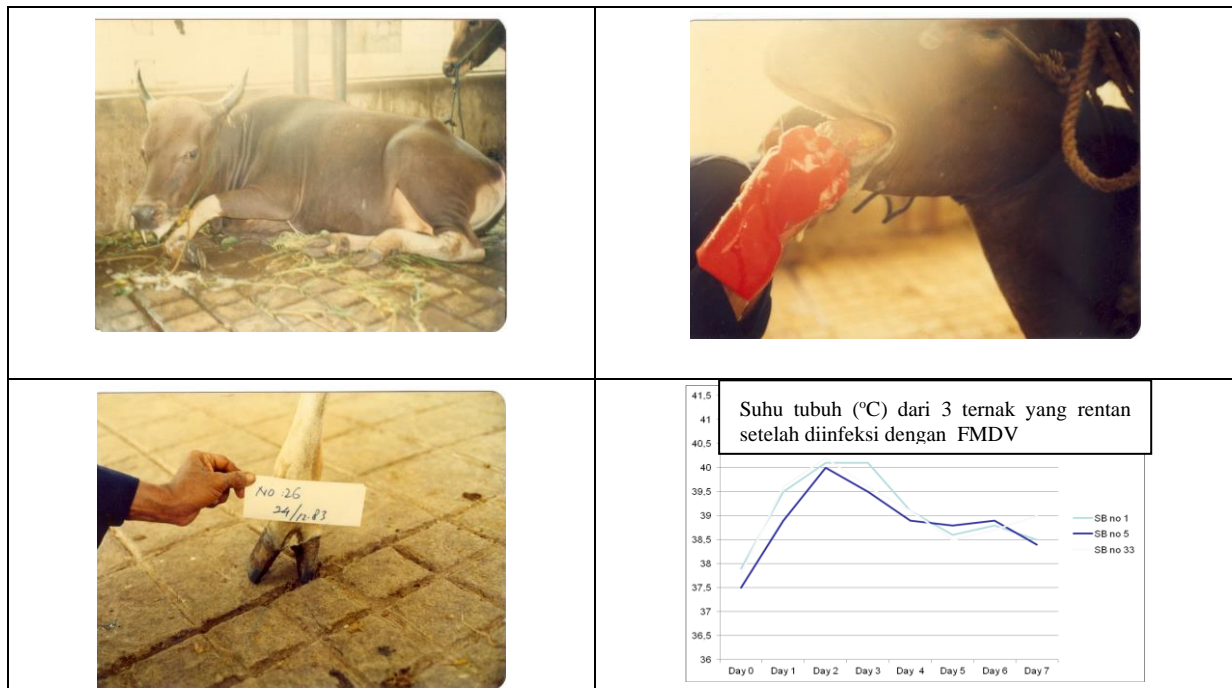 NO :26
24/12.83
Suhu tubuh (°C) dari 3 ternak yang rentan
setelah diinfeksi dengan FMDV
41,5
41
40,5
40
39,5
39
38,5
38
37,5
37
36,5
36
Day 0 Day 1 Day 2 Day 3 Day 4 Day 5 Day 6 Day 7
SB no 1
SB no 5
SB no 33